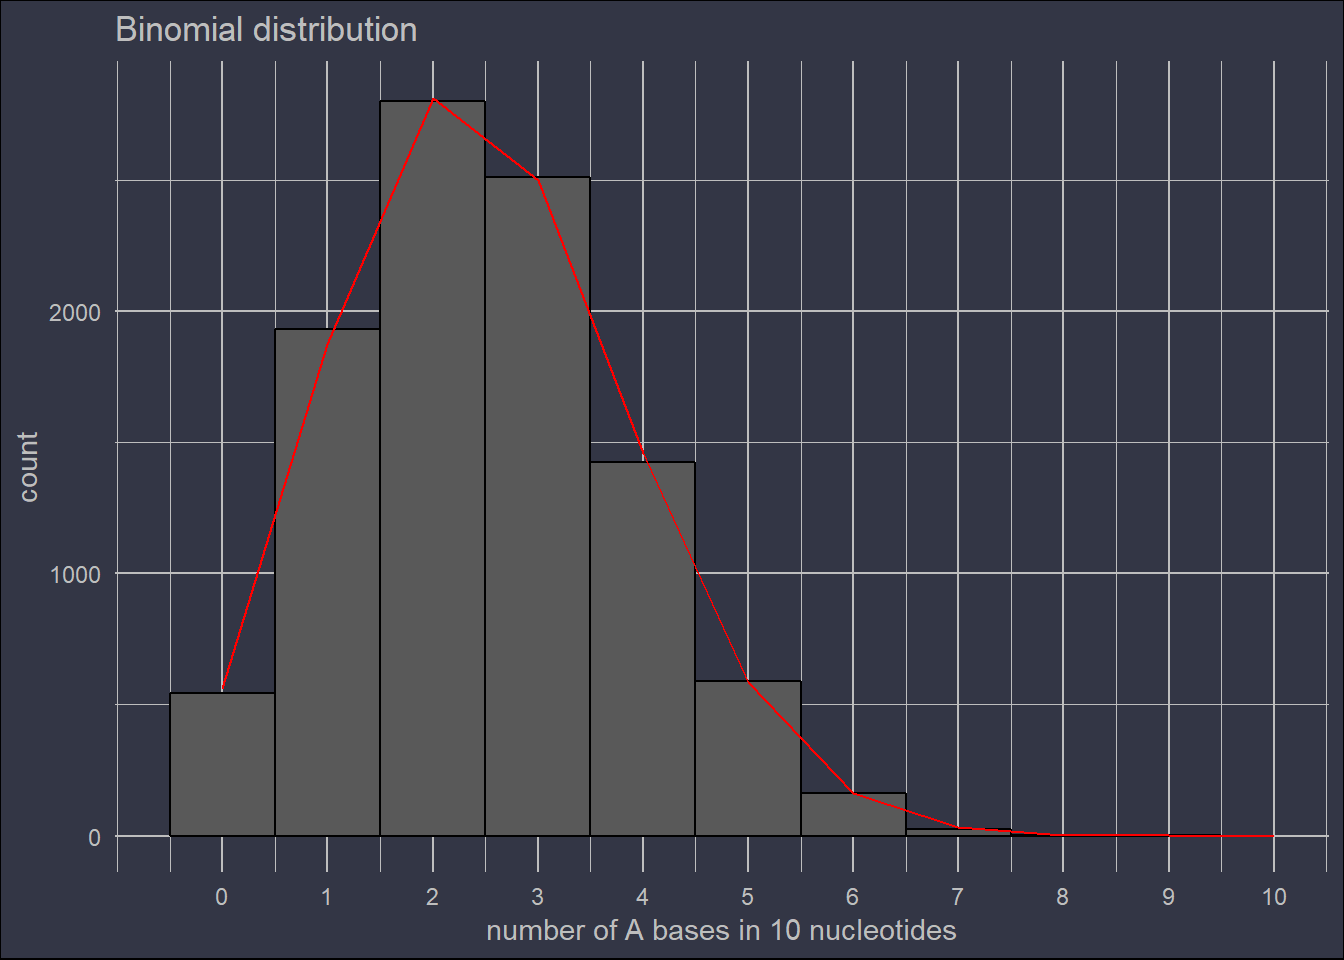 Binomial distribution
count
2000
1000
0
0 1 2 3 4 5 6 7 8 9 10
number of A bases in 10 nucleotides